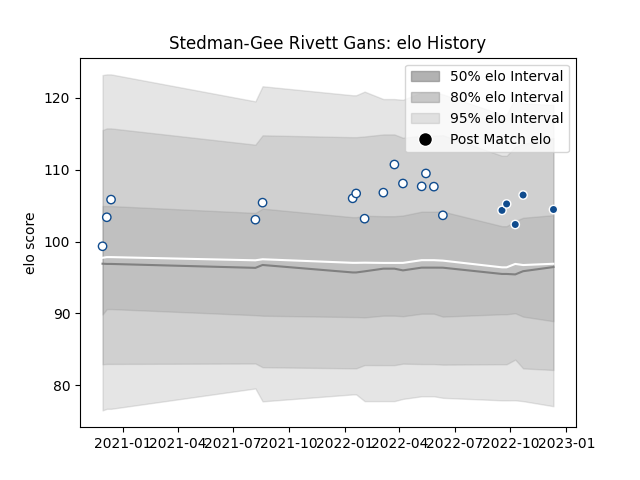 Stedman-Gee Rivett Gans: elo History
50% elo Interval
80% elo Interval
95% elo Interval
Post Match elo
elo score
120
110
100
90
80
2021-01 2021-04 2021-07 2021-10 2022-01 2022-04 2022-07 2022-10 2023-01